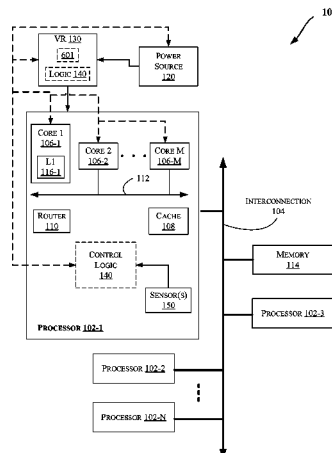 100
VR 130
601
LOGIC 140
POWER
SOURCE
120
CORE 1
106-1
L1
116-1
CORE 2
106-2
CORE M
106-M
112
ROUTER
110
CACHE
108
CONTROL
LOGIC
140
SENSOR(S)
150
PROCESSOR 102-1
INTERCONNECTION
104
MEMORY
114
PROCESSOR 102-3
PROCESSOR 102-2
PROCESSOR 102-N